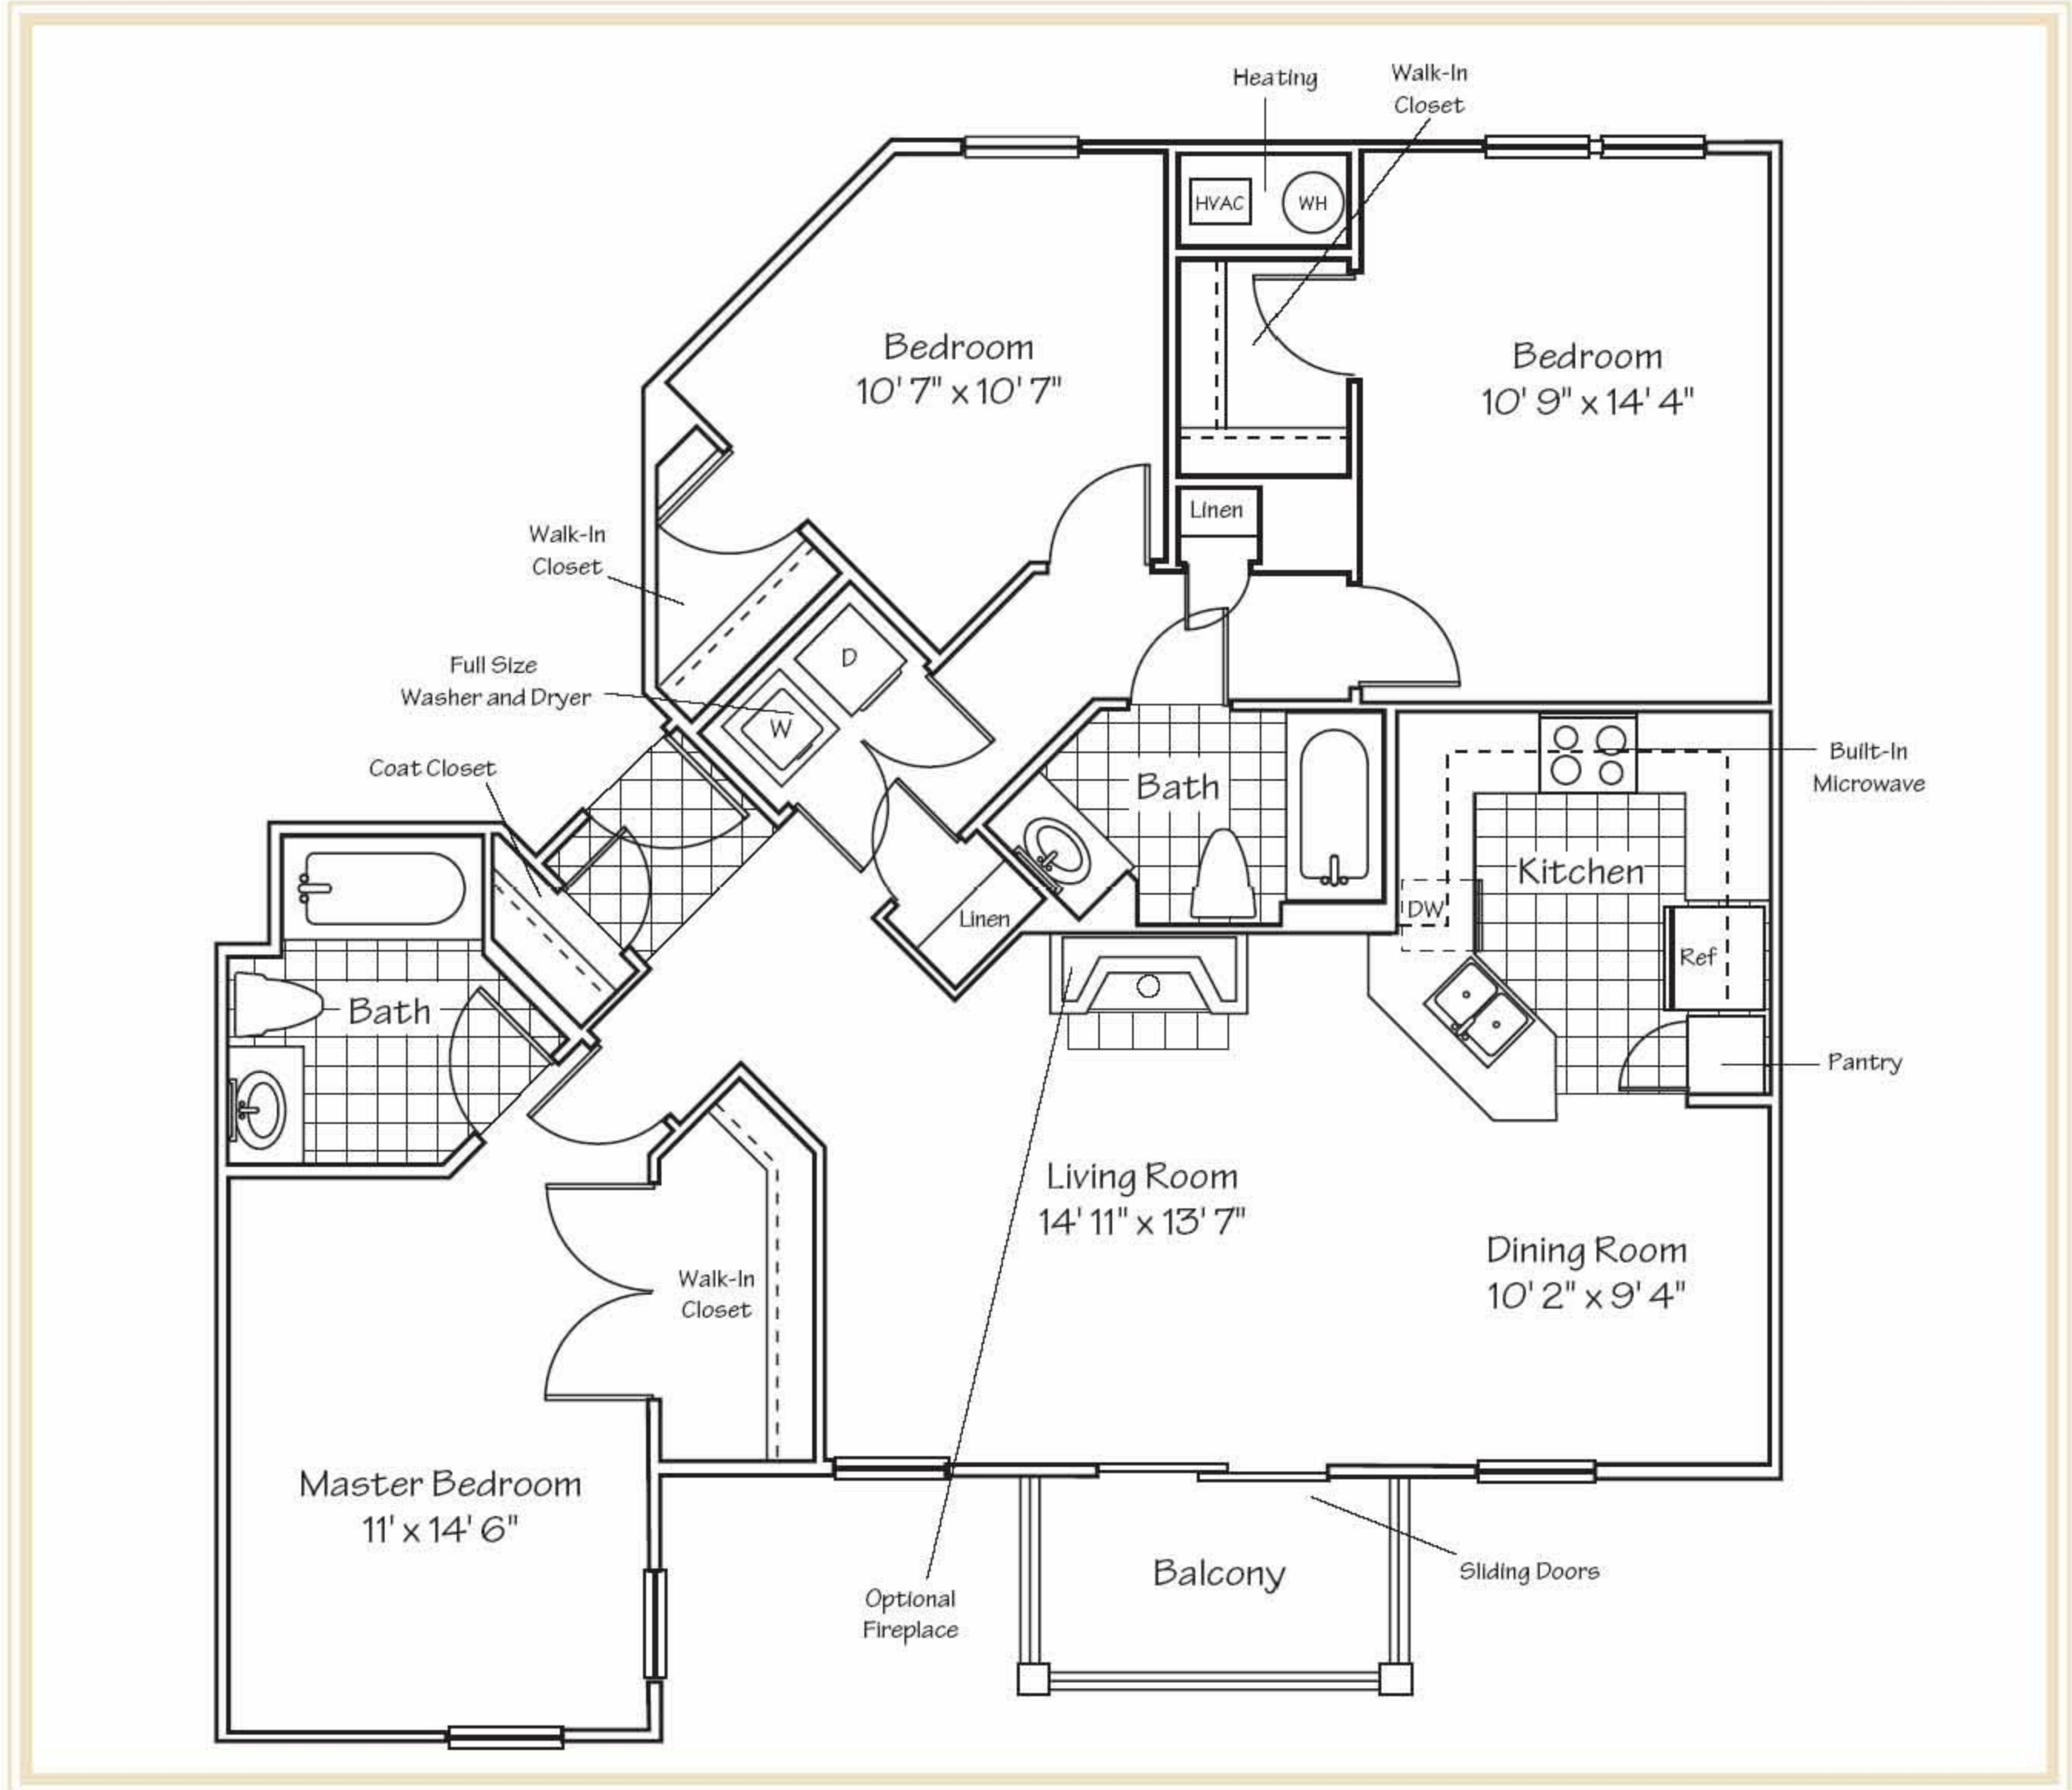 Heating
Walk-In
Closet
HVAC
WH
Bedroom
10' 7" x 10' 7"
Bedroom
10' 9" x 14' 4"
Linen
Walk-In
Closet
Full Size
Washer and Dryer
D
W
Coat Closet
Bath
Built-In
Microwave
Kitchen
DW
Linen
Ref
Bath
Pantry
Living Room
14' 11" x 13' 7"
Dining Room
10' 2" x 9' 4"
Walk-In
Closet
Master Bedroom
11' x 14' 6"
Balcony
Sliding Doors
Optional
Fireplace